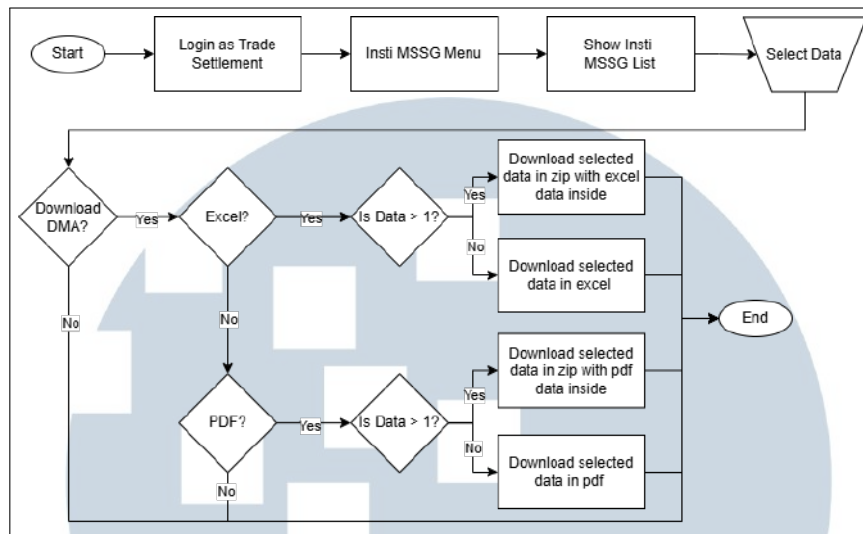 Start
Login as Trade
Settlement
Insti MSSG Menu
Show Insti
MSSG List
Select Data
Download
DMA?
Yes
Excel?
Yes
Is Data > 1?
Yes
Download selected
data in zip with excel
data inside
No
Download selected
data in excel
No
No
End
PDF?
Yes
Is Data > 1?
Yes
Download selected
data in zip with pdf
data inside
No
Download selected
data in pdf
No